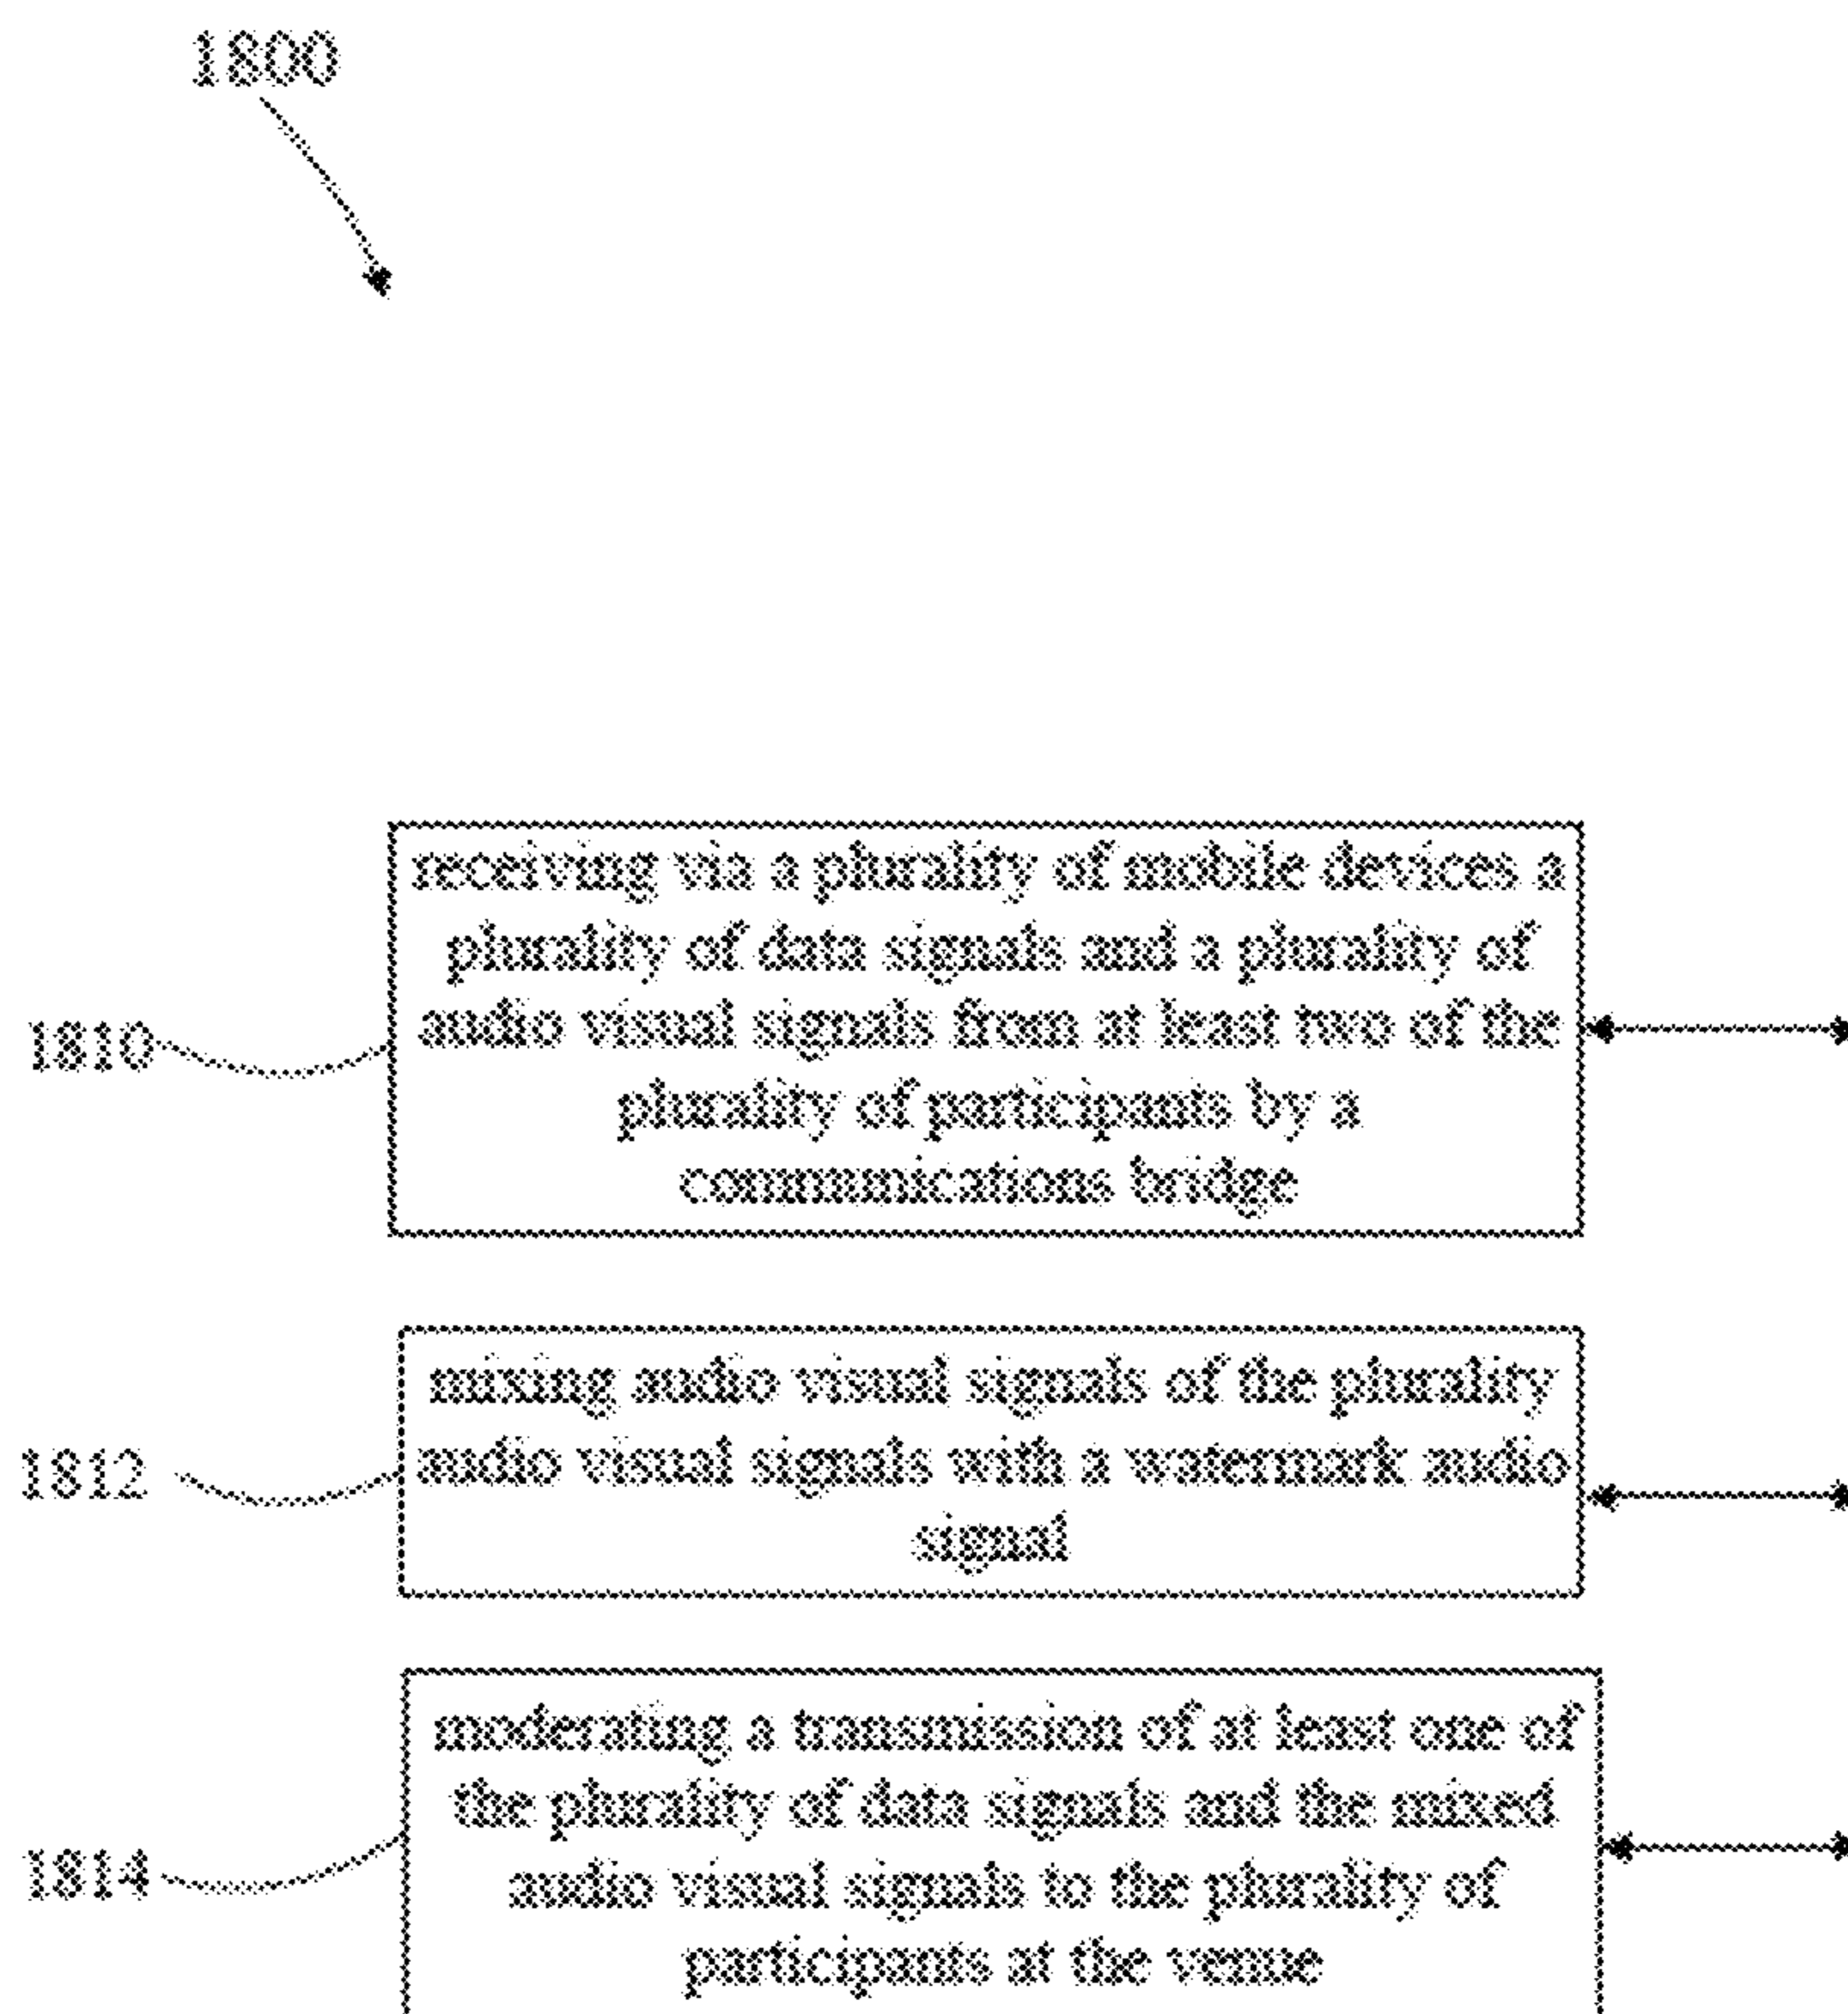 1800
receiving via a plurality of mobile devices a
plurality of data signals and a plurality of
audio visual signals from at least two of the
plurality of participants by a
communications bridge
1810
mixing audio visual signals of the plurality
audio visual signals with a watermark audio
signal
1812
moderating a transmission of at least one of
the plurality of data signals and the mixed
audio visual signals to the plurality of
participants at the venue
1814